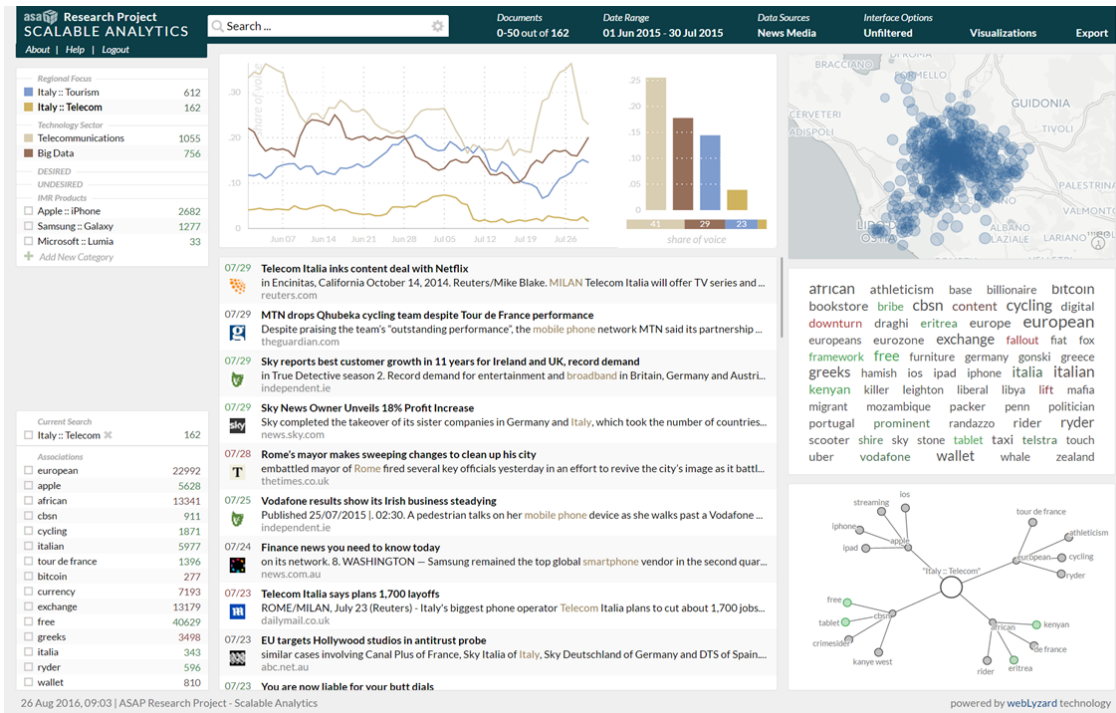 asap Research Project
SCALABLE ANALYTICS
About | Help | Logout
Search ...
Documents
0-50 out of 162
Date Range
01 Jun 2015 - 30 Jul 2015
Data Sources
News Media
Interface Options
Unfiltered
Visualizations
Export
Regional Focus
Italy :: Tourism 612
Italy :: Telecom 162
Technology Sector
Telecommunications 1055
Big Data 756
DESIRED
UNDESIRED
IMR Products
Apple :: iPhone 2682
Samsung :: Galaxy 1277
Microsoft :: Lumia 33
Add New Category
Current Search
Italy :: Telecom 162
Associations
european 22992
apple 5628
african 13341
cbsn 911
cycling 1871
italian 5977
tour de france 1396
bitcoin 277
currency 7193
exchange 13179
free 40629
greeks 3498
italia 343
ryder 596
wallet 810
share of voice
.30
.20
.10
0
Jun 07 Jun 14 Jun 21 Jun 28 Jul 05 Jul 12 Jul 19 Jul 26
.25
.20
.15
.10
.05
0
41 29 23
share of voice
07/29 Telecom Italia inks content deal with Netflix
in Encinitas, California October 14, 2014. Reuters/Mike Blake. MILAN Telecom Italia will offer TV series and ...
reuters.com
07/29 MTN drops Qhubeka cycling team despite Tour de France performance
Despite praising the team's "outstanding performance", the mobile phone network MTN said its partnership ...
theguardian.com
07/29 Sky reports best customer growth in 11 years for Ireland and UK, record demand
in True Detective season 2. Record demand for entertainment and broadband in Britain, Germany and Austri...
independent.ie
07/29 Sky News Owner Unveils 18% Profit Increase
sky Sky completed the takeover of its sister companies in Germany and Italy, which took the number of countries...
news.sky.com
07/28 Rome's mayor makes sweeping changes to clean up his city
T embattled mayor of Rome fired several key officials yesterday in an effort to revive the city's image as it battl...
thetimes.co.uk
07/25 Vodafone results show its Irish business steadying
Published 25/07/2015 |. 02:30. A pedestrian talks on her mobile phone device as she walks past a Vodafone ...
independent.ie
07/24 Finance news you need to know today
on its network. 8. WASHINGTON — Samsung remained the top global smartphone vendor in the second quar...
news.com.au
07/23 Telecom Italia says plans 1,700 layoffs
m ROME/MILAN, July 23 (Reuters) - Italy's biggest phone operator Telecom Italia plans to cut about 1,700 jobs...
dailymail.co.uk
07/23 EU targets Hollywood studios in antitrust probe
similar cases involving Canal Plus of France, Sky Italia of Italy, Sky Deutschland of Germany and DTS of Spain....
abc.net.au
07/23 You are now liable for your butt dials
BRACCIANO
FORMELLO
CERVETERI
GUIDONIA
TIVOLI
PALESTRINA
VALMONTO
LIDO DI
OSTIA
ALBANO
LAZIALE
LARIANO
african athleticism base billionaire bitcoin
bookstore bribe cbsn content cycling digital
downturn draghi eritrea europe european
europeans eurozone exchange fallout fiat fox
framework free furniture germany gonski greece
greeks hamish ios ipad iphone italia italian
kenyan killer leighton liberal libya lift mafia
migrant mozambique packer penn politician
portugal prominent randazzo rider ryder
scooter shire sky stone tablet taxi telstra touch
uber vodafone wallet whale zealand
ios
streaming
iphone
apple
ipad
tour de france
athleticism
european
cycling
ryder
"Italy :: Telecom"
free
tablet
cbsn
crimesider
kanye west
african
kenyan
de france
rider
eritrea
26 Aug 2016, 09:03 | ASAP Research Project - Scalable Analytics
powered by webLyzard technology